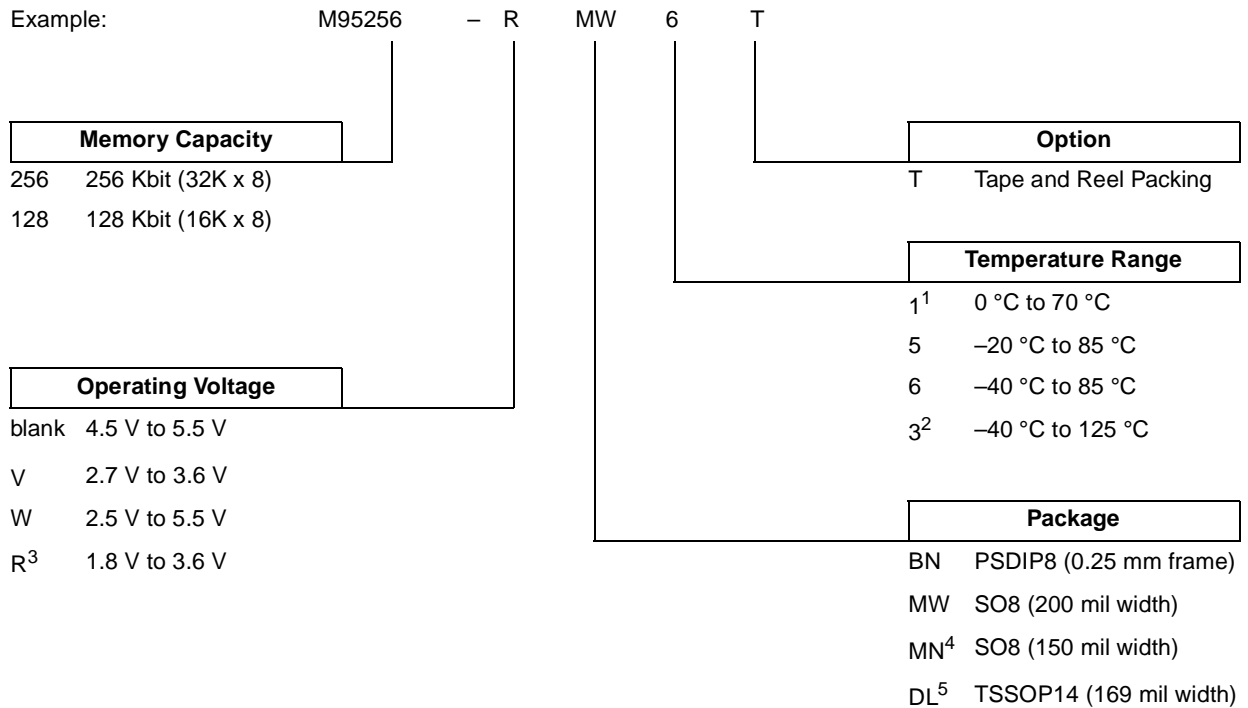 Example: M95256 – R MW 6 T
Memory Capacity
256 256 Kbit (32K x 8)
128 128 Kbit (16K x 8)
Operating Voltage
blank 4.5 V to 5.5 V
V 2.7 V to 3.6 V
W 2.5 V to 5.5 V
R3 1.8 V to 3.6 V
Option
T Tape and Reel Packing
Temperature Range
11 0 °C to 70 °C
5 –20 °C to 85 °C
6 –40 °C to 85 °C
32 –40 °C to 125 °C
Package
BN PSDIP8 (0.25 mm frame)
MW SO8 (200 mil width)
MN4 SO8 (150 mil width)
DL5 TSSOP14 (169 mil width)